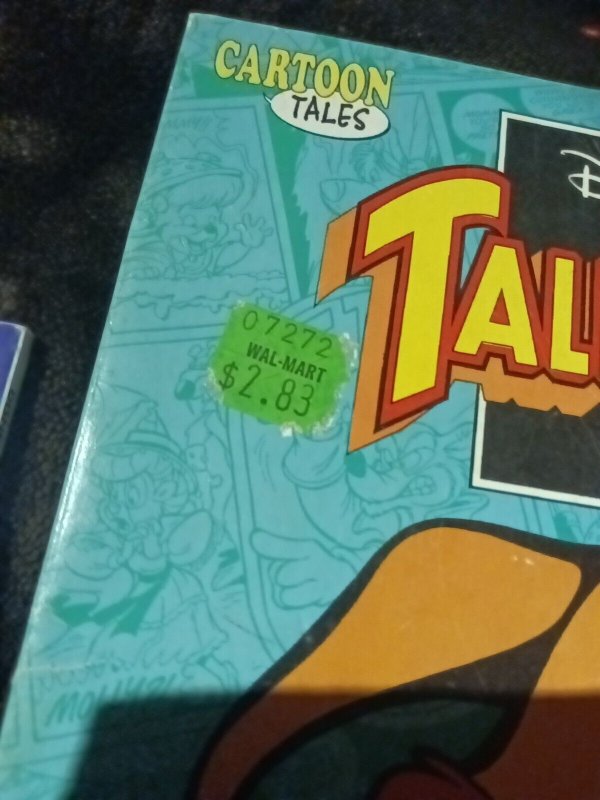 CARTOON
TALES
TAL
07272
WAL-MART
$2.83